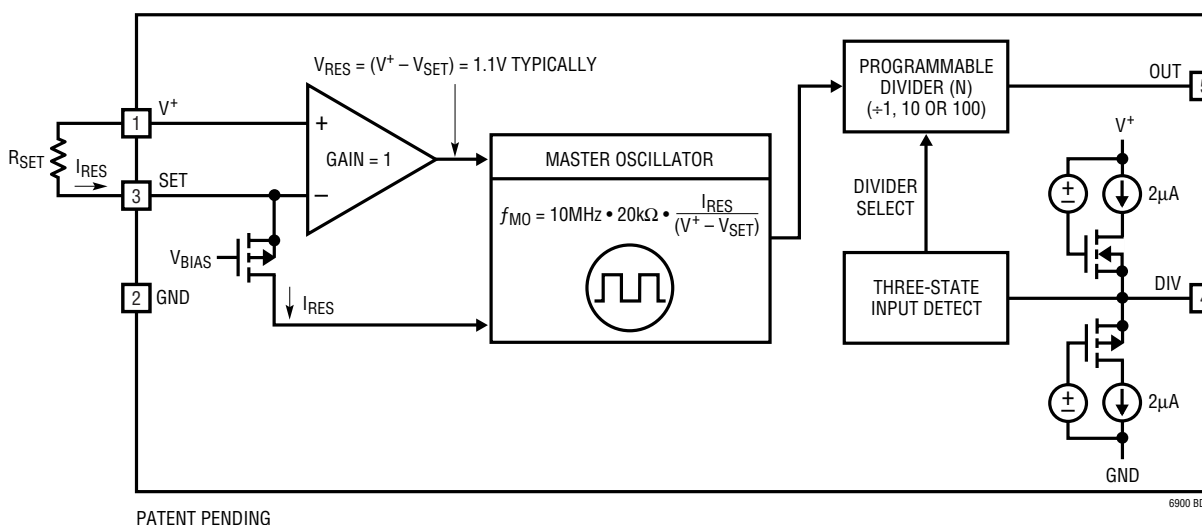 V_RES = (V⁺ – V_SET) = 1.1V TYPICALLY
PROGRAMMABLE
DIVIDER (N)
(÷1, 10 OR 100)
OUT
1
V⁺
+
GAIN = 1
–
R_SET
I_RES
3
SET
MASTER OSCILLATOR
ƒ_MO = 10MHz • 20kΩ • I_RES / (V⁺ – V_SET)
DIVIDER
SELECT
V⁺
+
–
2µA
V_BIAS
2
GND
I_RES
THREE-STATE
INPUT DETECT
DIV
+
–
2µA
GND
PATENT PENDING
6900 BD